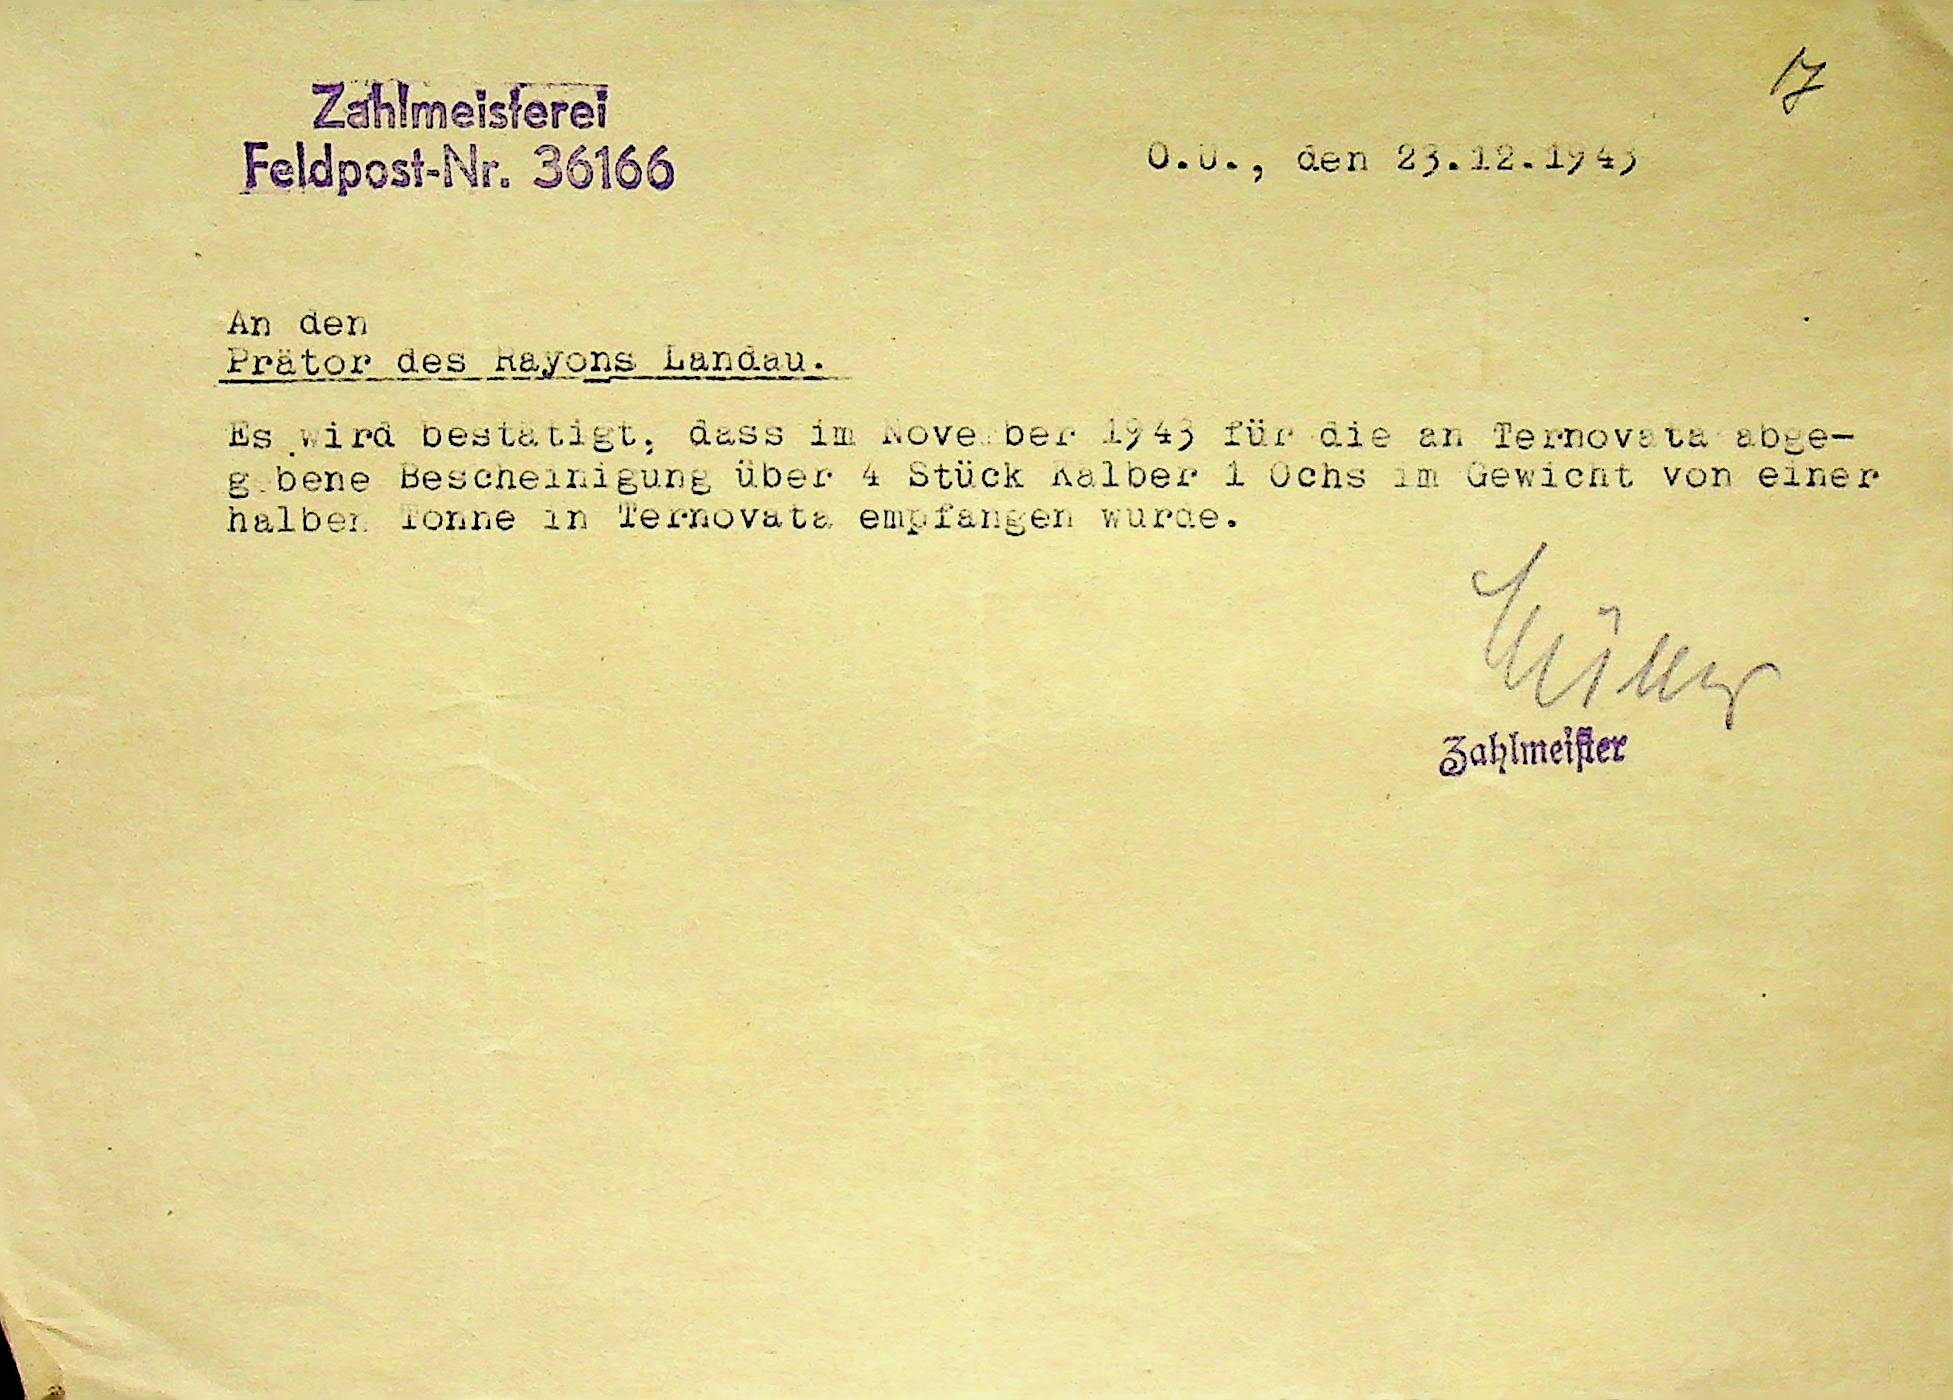 17
Zahlmeisterei
Feldpost-Nr. 36166
O.U., den 23.12.1943
An den
Prätor des Rayons Landau.
Es wird bestätigt, dass im November 1943 für die an Ternovata abge-
gebene Bescheinigung über 4 Stück Kälber 1 Ochs im Gewicht von einer
halben Tonne in Ternovata empfangen wurde.
Müller
Zahlmeister